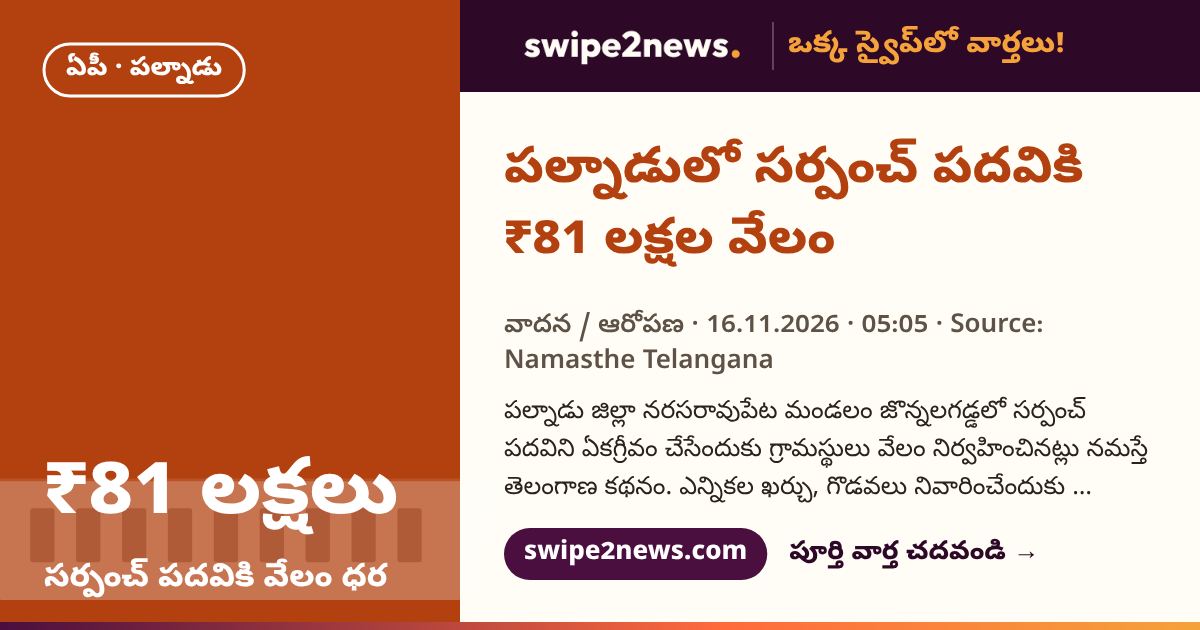 ఏపీ · పల్నాడు
₹81 లక్షలు
సర్పంచ్ పదవికి వేలం ధర
swipe2news.
ఒక్క స్వైప్‌లో వార్తలు!
పల్నాడులో సర్పంచ్ పదవికి
₹81 లక్షల వేలం
వాదన / ఆరోపణ · 16.11.2026 · 05:05 · Source:
Namasthe Telangana
పల్నాడు జిల్లా నరసరావుపేట మండలం జొన్నలగడ్డలో సర్పంచ్
పదవిని ఏకగ్రీవం చేసేందుకు గ్రామస్థులు వేలం నిర్వహించినట్లు నమస్తే
తెలంగాణ కథనం. ఎన్నికల ఖర్చు, గొడవలు నివారించేందుకు ...
swipe2news.com
పూర్తి వార్త చదవండి →